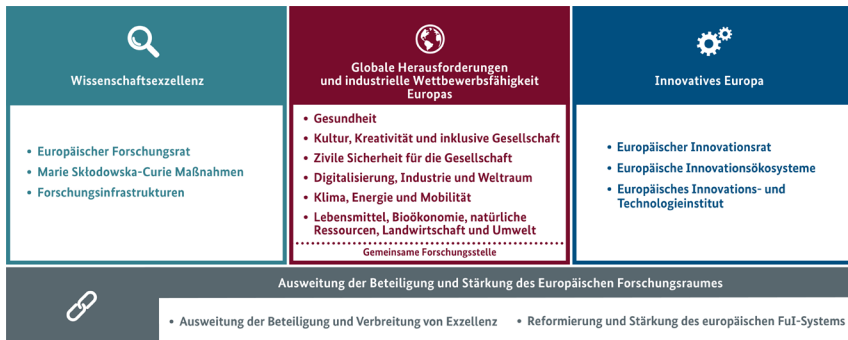 Wissenschaftsexzellenz
• Europäischer Forschungsrat
• Marie Skłodowska-Curie Maßnahmen
• Forschungsinfrastrukturen
Globale Herausforderungen
und industrielle Wettbewerbsfähigkeit
Europas
• Gesundheit
• Kultur, Kreativität und inklusive Gesellschaft
• Zivile Sicherheit für die Gesellschaft
• Digitalisierung, Industrie und Weltraum
• Klima, Energie und Mobilität
• Lebensmittel, Bioökonomie, natürliche
Ressourcen, Landwirtschaft und Umwelt
Gemeinsame Forschungsstelle
Innovatives Europa
• Europäischer Innovationsrat
• Europäische Innovationsökosysteme
• Europäisches Innovations- und
Technologieinstitut
Ausweitung der Beteiligung und Stärkung des Europäischen Forschungsraumes
• Ausweitung der Beteiligung und Verbreitung von Exzellenz • Reformierung und Stärkung des europäischen FuI-Systems